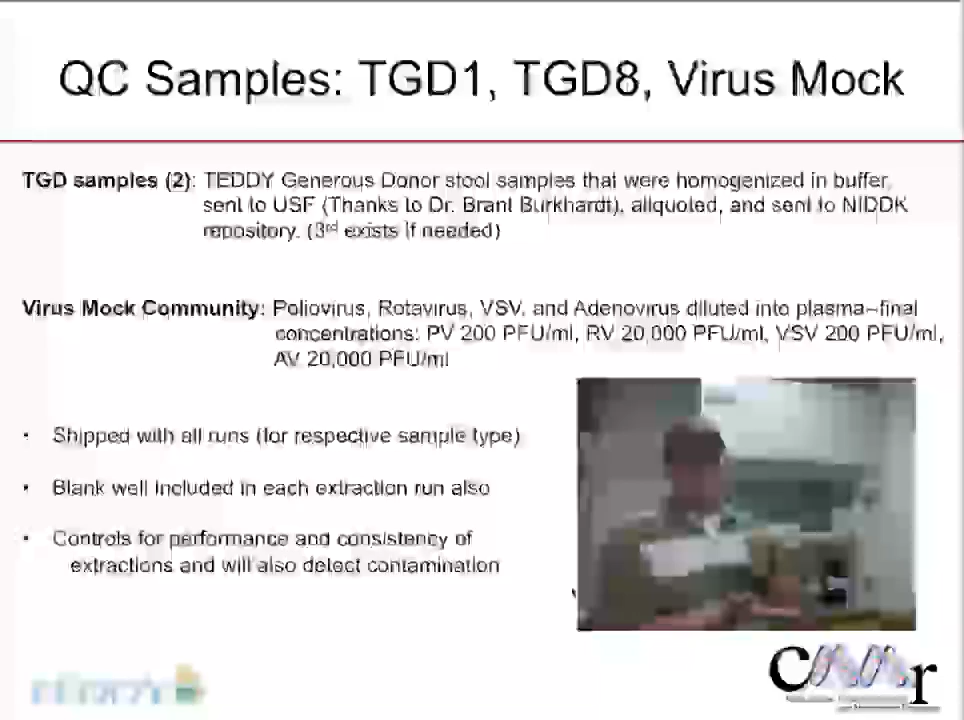 QC Samples: TGD1, TGD8, Virus Mock
TGD samples (2): TEDDY Generous Donor stool samples that were homogenized in buffer,
sent to USF (Thanks to Dr. Brant Burkhardt), aliquoted, and sent to NIDDK
repository. (3rd exists if needed)
Virus Mock Community: Poliovirus, Rotavirus, VSV, and Adenovirus diluted into plasma–final
concentrations: PV 200 PFU/ml, RV 20,000 PFU/ml, VSV 200 PFU/ml,
AV 20,000 PFU/ml
• Shipped with all runs (for respective sample type)
• Blank well included in each extraction run also
• Controls for performance and consistency of
extractions and will also detect contamination